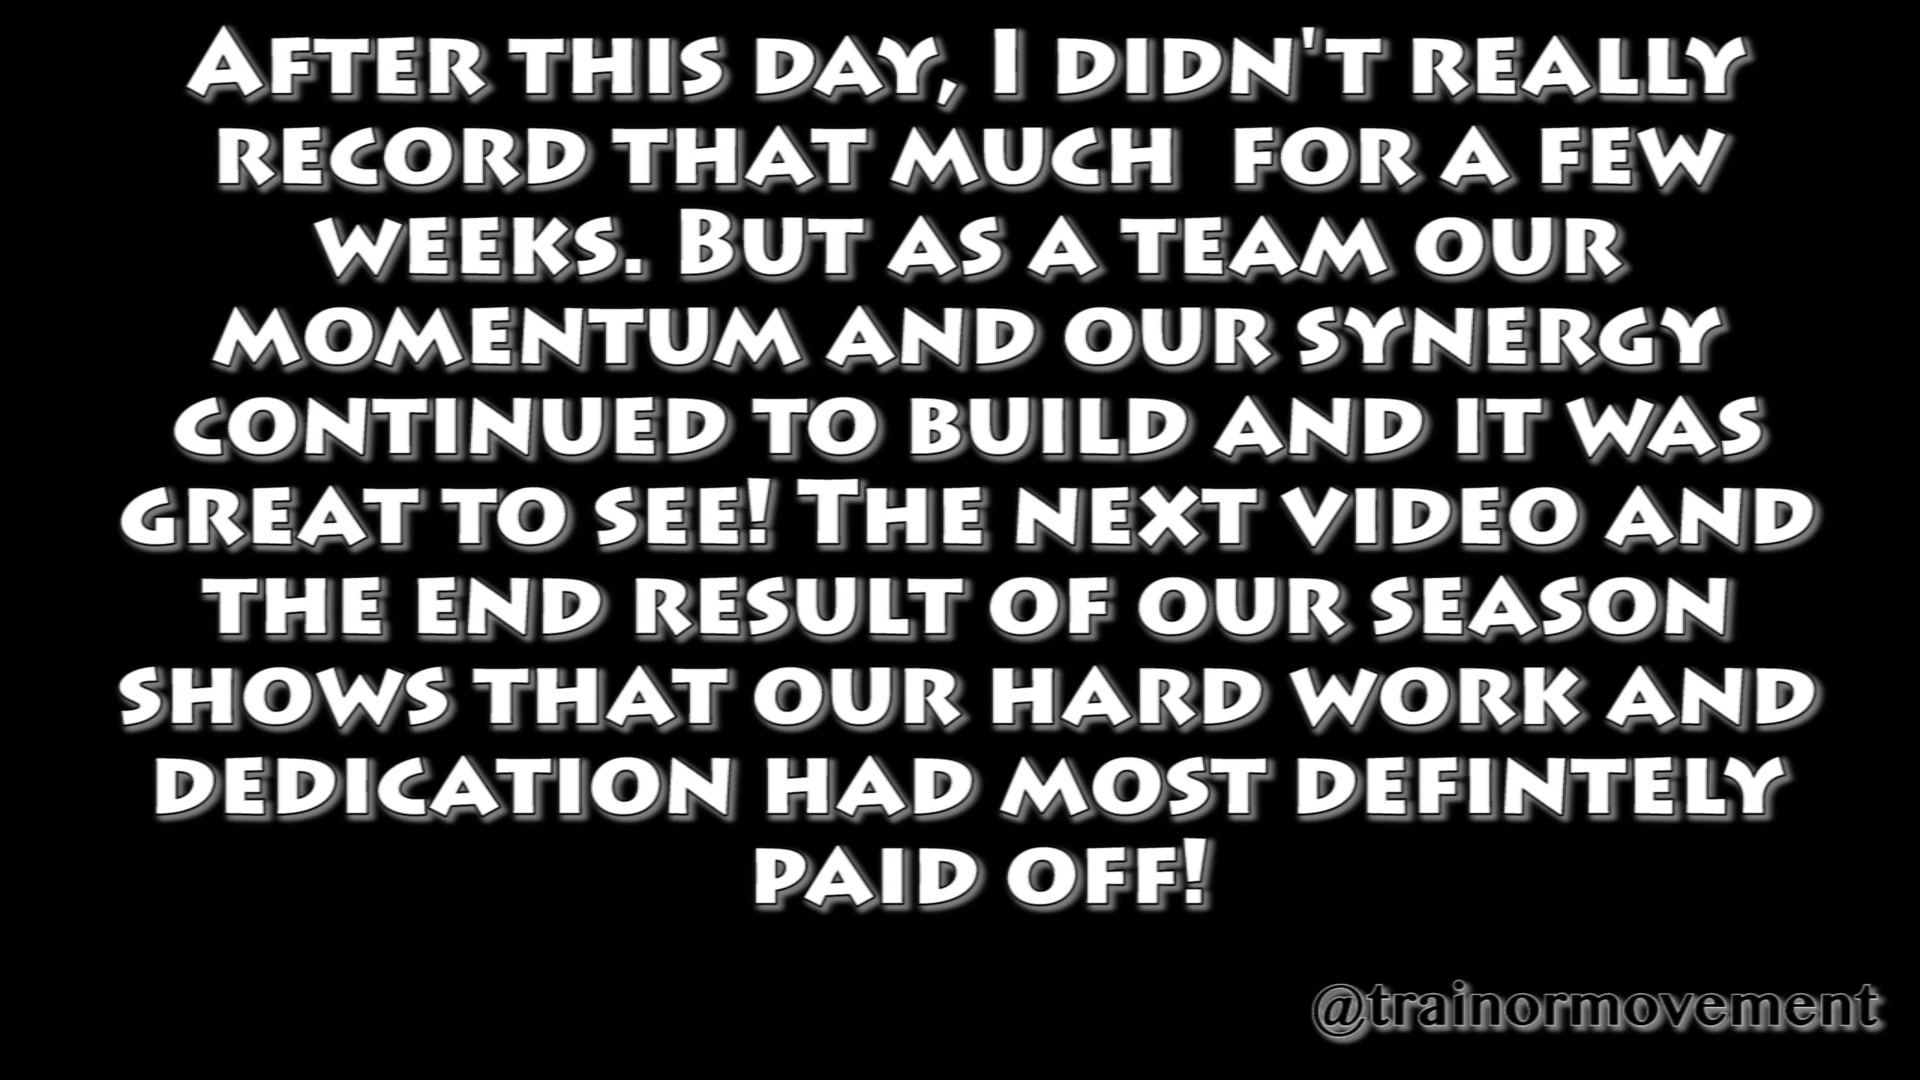 After this day, I didn't really
record that much  for a few
weeks. But as a team our
momentum and our synergy
continued to build and it was
great to see! The next video and
the end result of our season
shows that our hard work and
dedication had most defintely
paid off!
@trainormovement